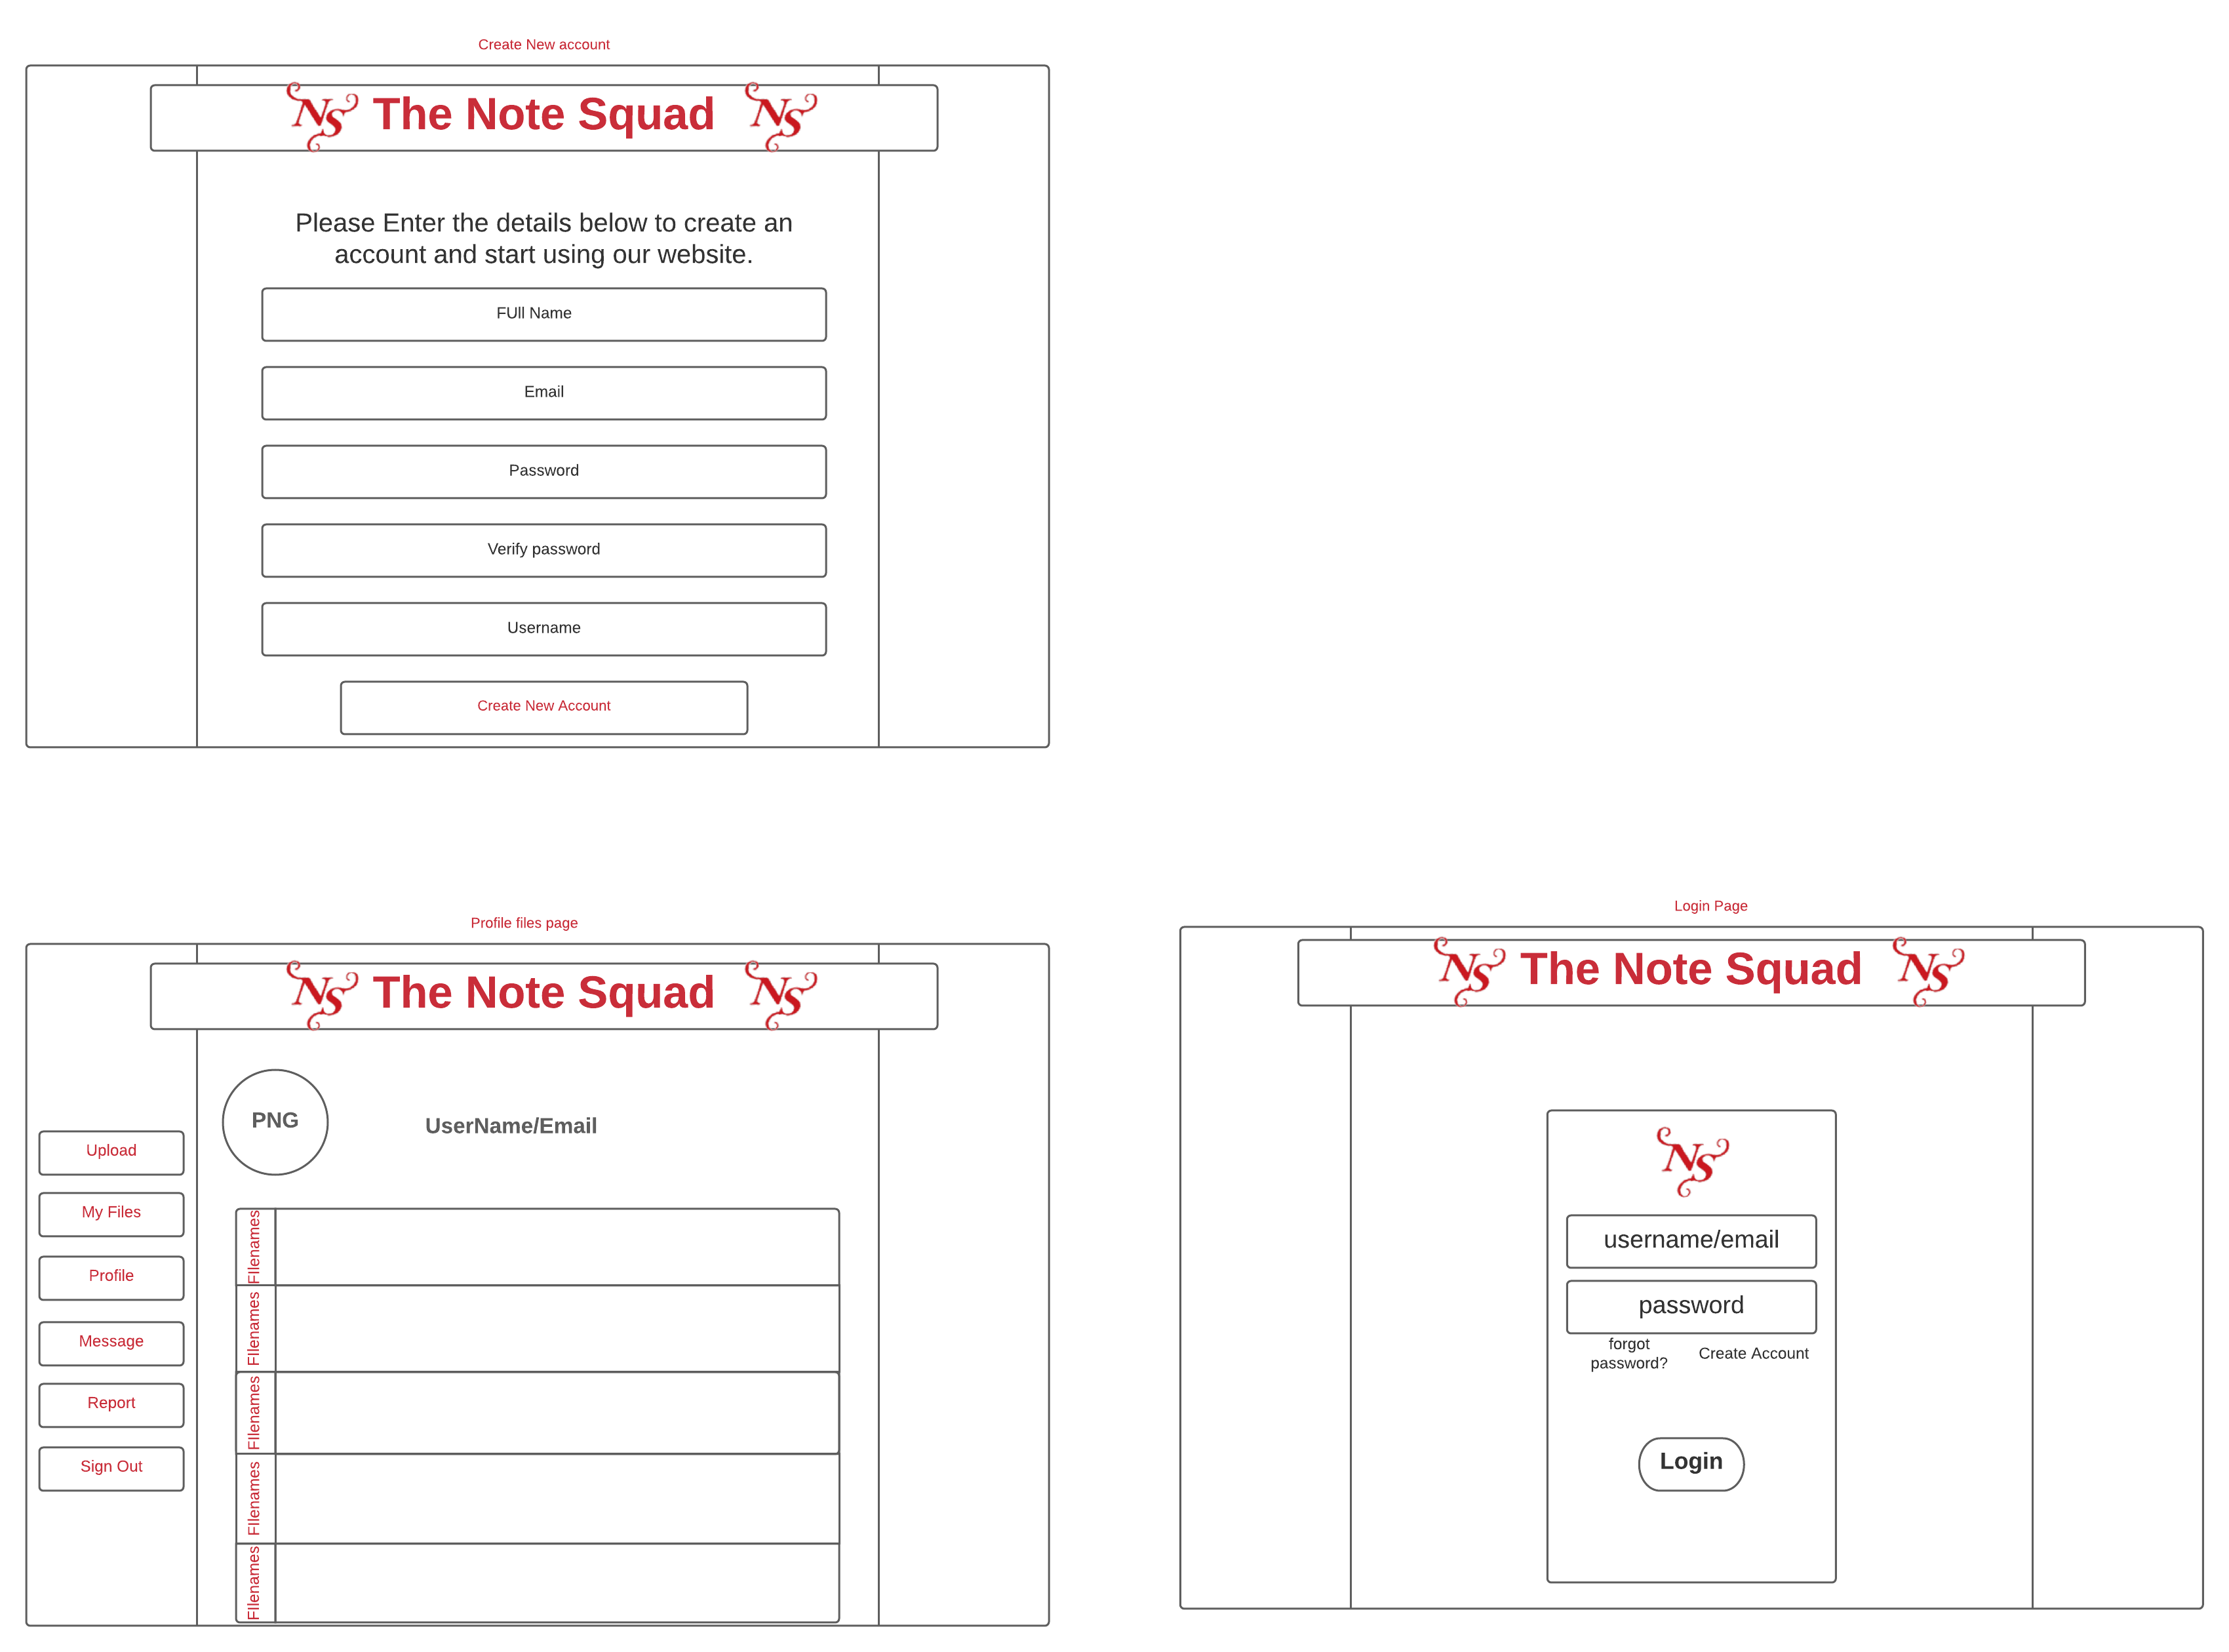 Create New account
NS The Note Squad NS
Please Enter the details below to create an
account and start using our website.
FUll Name
Email
Password
Verify password
Username
Create New Account
Profile files page
NS The Note Squad NS
PNG
UserName/Email
Upload
My Files
Profile
Message
Report
Sign Out
FIlenames
FIlenames
FIlenames
FIlenames
FIlenames
Login Page
NS The Note Squad NS
NS
username/email
password
forgot
password?
Create Account
Login